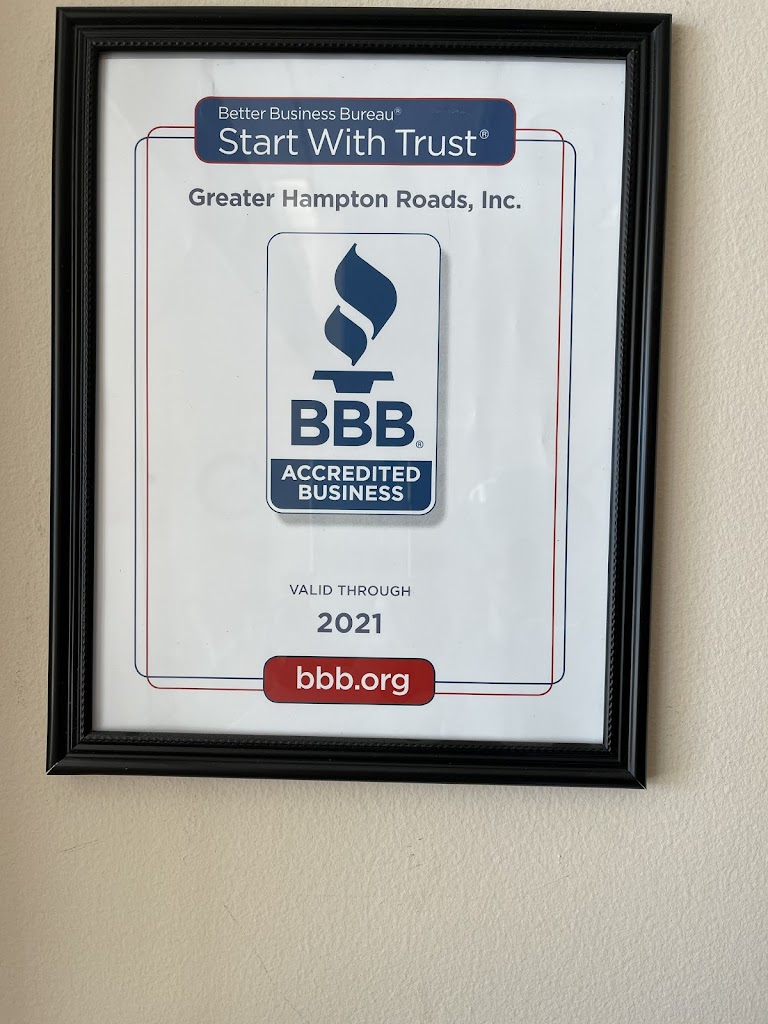 Better Business Bureau®
Start With Trust®
Greater Hampton Roads, Inc.
BBB®
ACCREDITED
BUSINESS
VALID THROUGH
2021
bbb.org